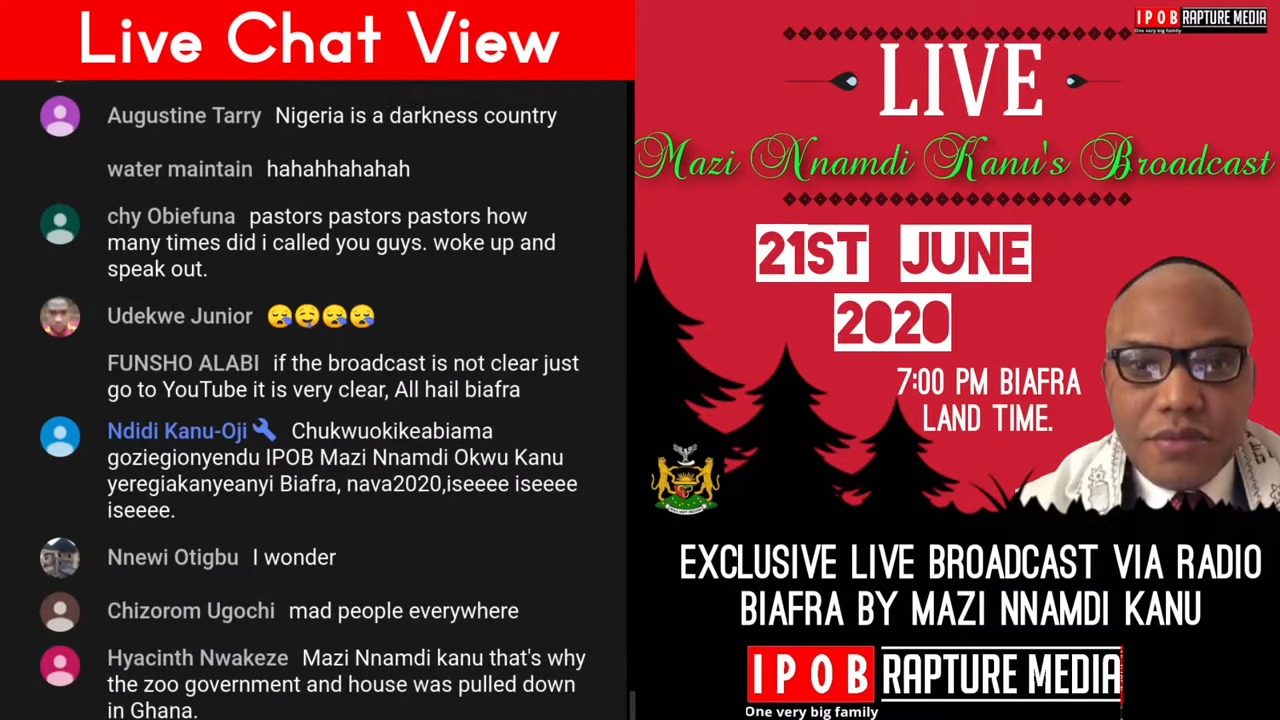 Live Chat View
Augustine Tarry Nigeria is a darkness country
water maintain hahahhahahah
chy Obiefuna pastors pastors pastors how
many times did i called you guys. woke up and
speak out.
Udekwe Junior 😪🤤😪😪
FUNSHO ALABI if the broadcast is not clear just
go to YouTube it is very clear, All hail biafra
Ndidi Kanu-Oji Chukwuokikeabiama
goziegionyendu IPOB Mazi Nnamdi Okwu Kanu
yeregiakanyeanyi Biafra, nava2020,iseeee iseeee
iseeee.
Nnewi Otigbu I wonder
Chizorom Ugochi mad people everywhere
Hyacinth Nwakeze Mazi Nnamdi kanu that's why
the zoo government and house was pulled down
in Ghana.
IPOB RAPTURE MEDIA
One very big family
LIVE
Mazi Nnamdi Kanu's Broadcast
21ST JUNE
2020
7:00 PM BIAFRA
LAND TIME.
EXCLUSIVE LIVE BROADCAST VIA RADIO
BIAFRA BY MAZI NNAMDI KANU
IPOB RAPTURE MEDIA
One very big family